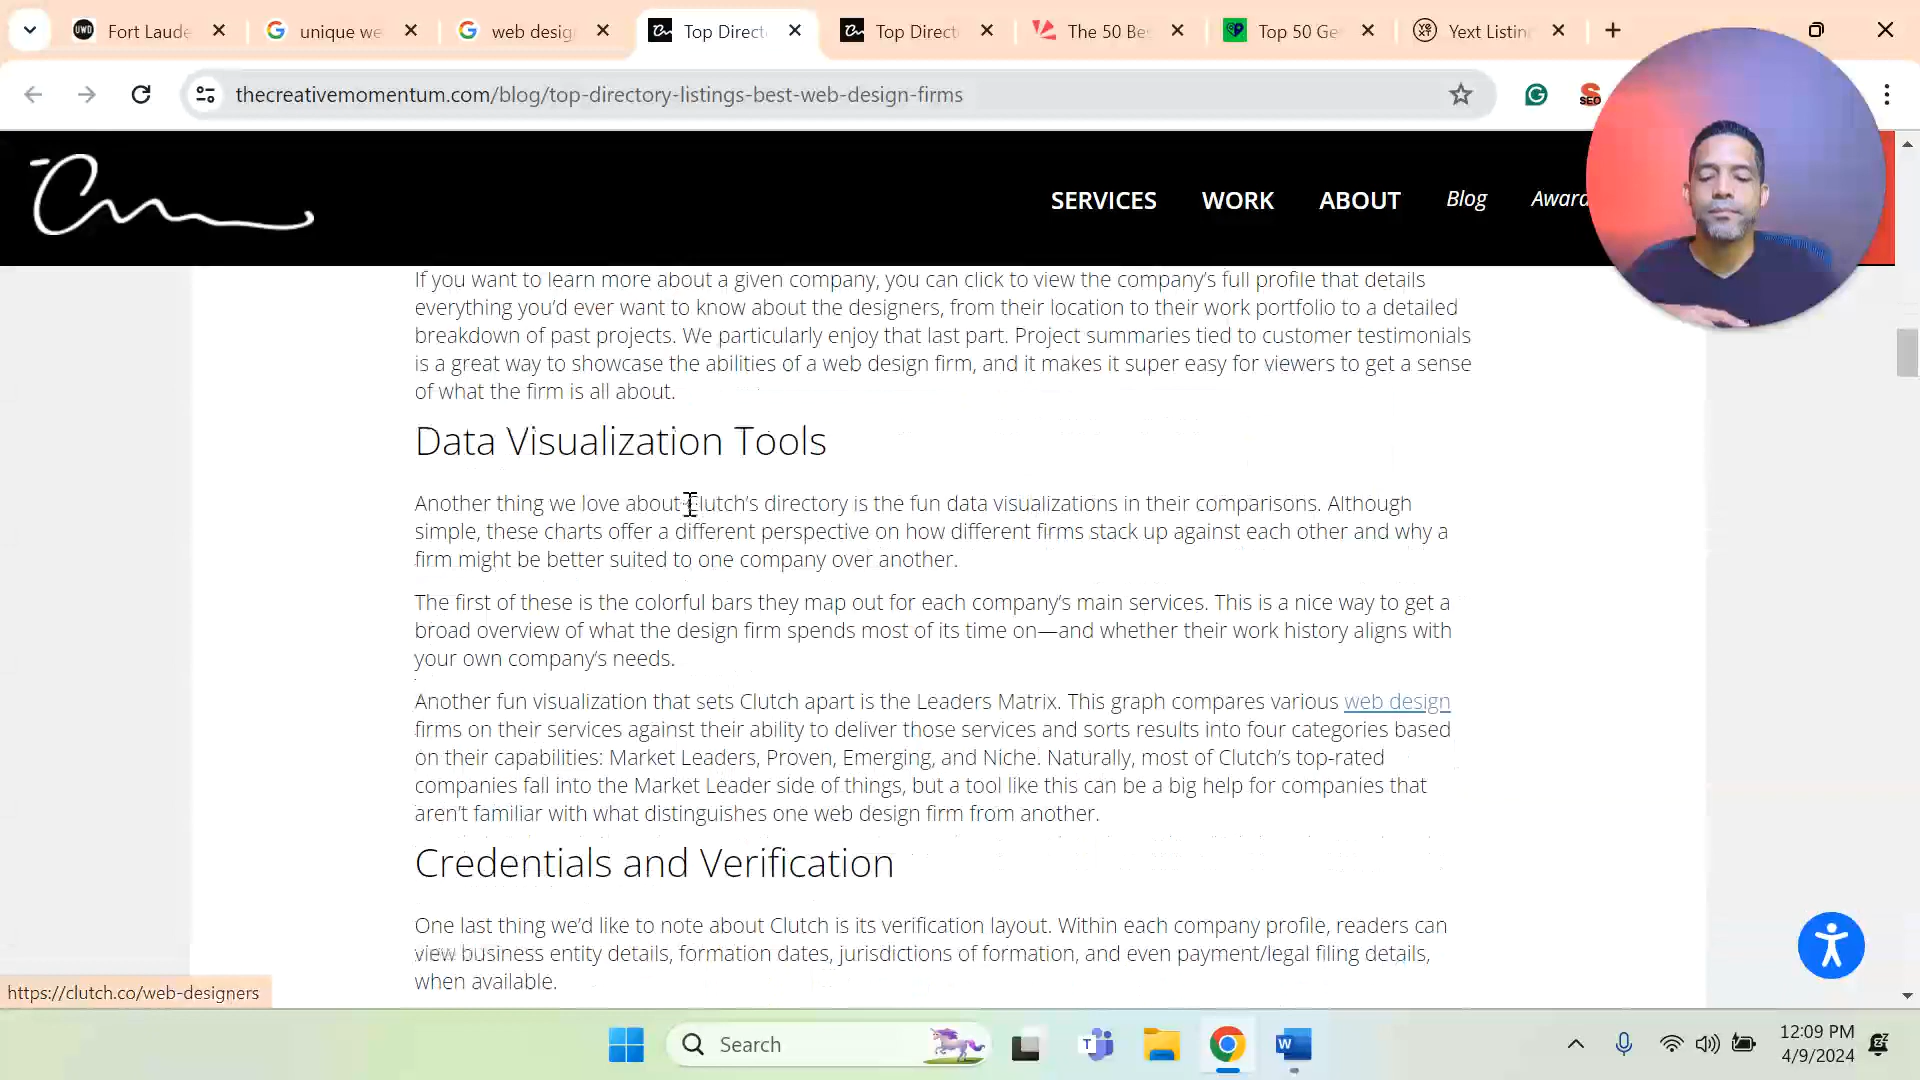 UWD
Fort Laude
unique we
web desig
Top Direct
Top Direct
The 50 Be
Top 50 Ge
Yext Listin
thecreativemomentum.com/blog/top-directory-listings-best-web-design-firms
SEO
SERVICES
WORK
ABOUT
Blog
Award
If you want to learn more about a given company, you can click to view the company’s full profile that details
everything you’d ever want to know about the designers, from their location to their work portfolio to a detailed
breakdown of past projects. We particularly enjoy that last part. Project summaries tied to customer testimonials
is a great way to showcase the abilities of a web design firm, and it makes it super easy for viewers to get a sense
of what the firm is all about.
Data Visualization Tools
Another thing we love about Clutch’s directory is the fun data visualizations in their comparisons. Although
simple, these charts offer a different perspective on how different firms stack up against each other and why a
firm might be better suited to one company over another.
The first of these is the colorful bars they map out for each company’s main services. This is a nice way to get a
broad overview of what the design firm spends most of its time on—and whether their work history aligns with
your own company’s needs.
Another fun visualization that sets Clutch apart is the Leaders Matrix. This graph compares various web design
firms on their services against their ability to deliver those services and sorts results into four categories based
on their capabilities: Market Leaders, Proven, Emerging, and Niche. Naturally, most of Clutch’s top-rated
companies fall into the Market Leader side of things, but a tool like this can be a big help for companies that
aren’t familiar with what distinguishes one web design firm from another.
Credentials and Verification
One last thing we’d like to note about Clutch is its verification layout. Within each company profile, readers can
view business entity details, formation dates, jurisdictions of formation, and even payment/legal filing details,
when available.
https://clutch.co/web-designers
Search
12:09 PM
4/9/2024